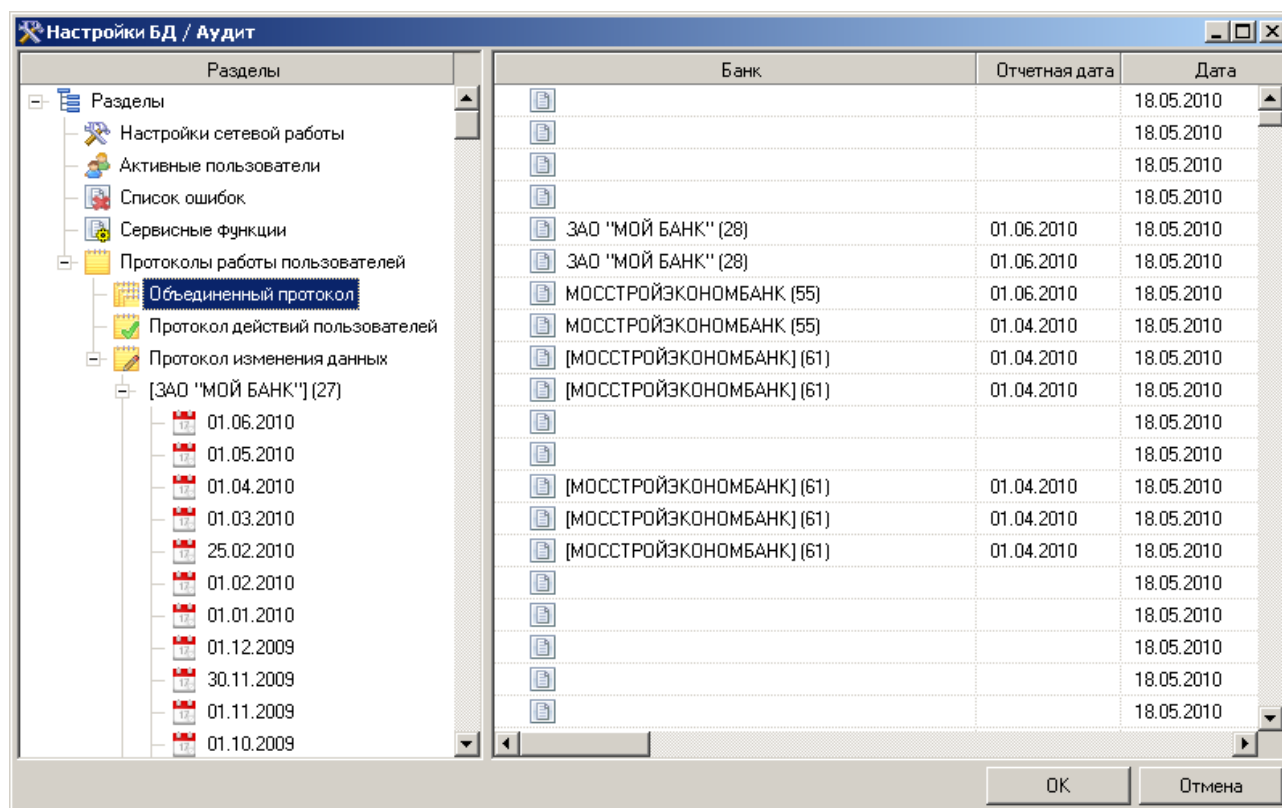 Настройки БД / Аудит
Разделы
Разделы
Настройки сетевой работы
Активные пользователи
Список ошибок
Сервисные функции
Протоколы работы пользователей
Объединенный протокол
Протокол действий пользователей
Протокол изменения данных
[ЗАО "МОЙ БАНК"] (27)
01.06.2010
01.05.2010
01.04.2010
01.03.2010
25.02.2010
01.02.2010
01.01.2010
01.12.2009
30.11.2009
01.11.2009
01.10.2009
Банк Отчетная дата Дата
18.05.2010
18.05.2010
18.05.2010
18.05.2010
ЗАО "МОЙ БАНК" (28) 01.06.2010 18.05.2010
ЗАО "МОЙ БАНК" (28) 01.06.2010 18.05.2010
МОССТРОЙЭКОНОМБАНК (55) 01.06.2010 18.05.2010
МОССТРОЙЭКОНОМБАНК (55) 01.04.2010 18.05.2010
[МОССТРОЙЭКОНОМБАНК] (61) 01.04.2010 18.05.2010
[МОССТРОЙЭКОНОМБАНК] (61) 01.04.2010 18.05.2010
18.05.2010
18.05.2010
[МОССТРОЙЭКОНОМБАНК] (61) 01.04.2010 18.05.2010
[МОССТРОЙЭКОНОМБАНК] (61) 01.04.2010 18.05.2010
[МОССТРОЙЭКОНОМБАНК] (61) 01.04.2010 18.05.2010
18.05.2010
18.05.2010
18.05.2010
18.05.2010
18.05.2010
OK Отмена